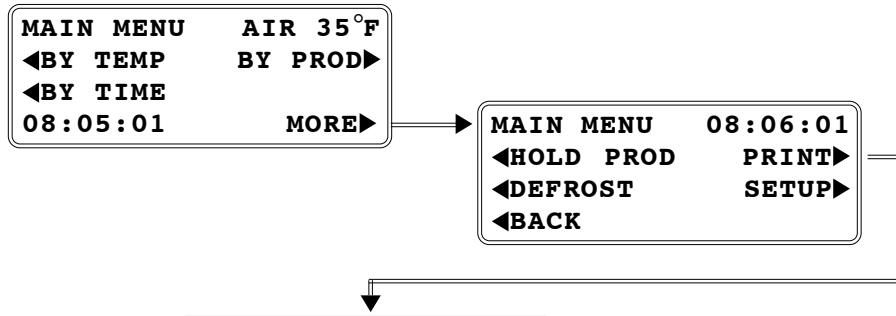 MAIN MENU AIR 35°F
◀BY TEMP BY PROD▶
◀BY TIME
08:05:01 MORE▶
MAIN MENU 08:06:01
◀HOLD PROD PRINT▶
◀DEFROST SETUP▶
◀BACK